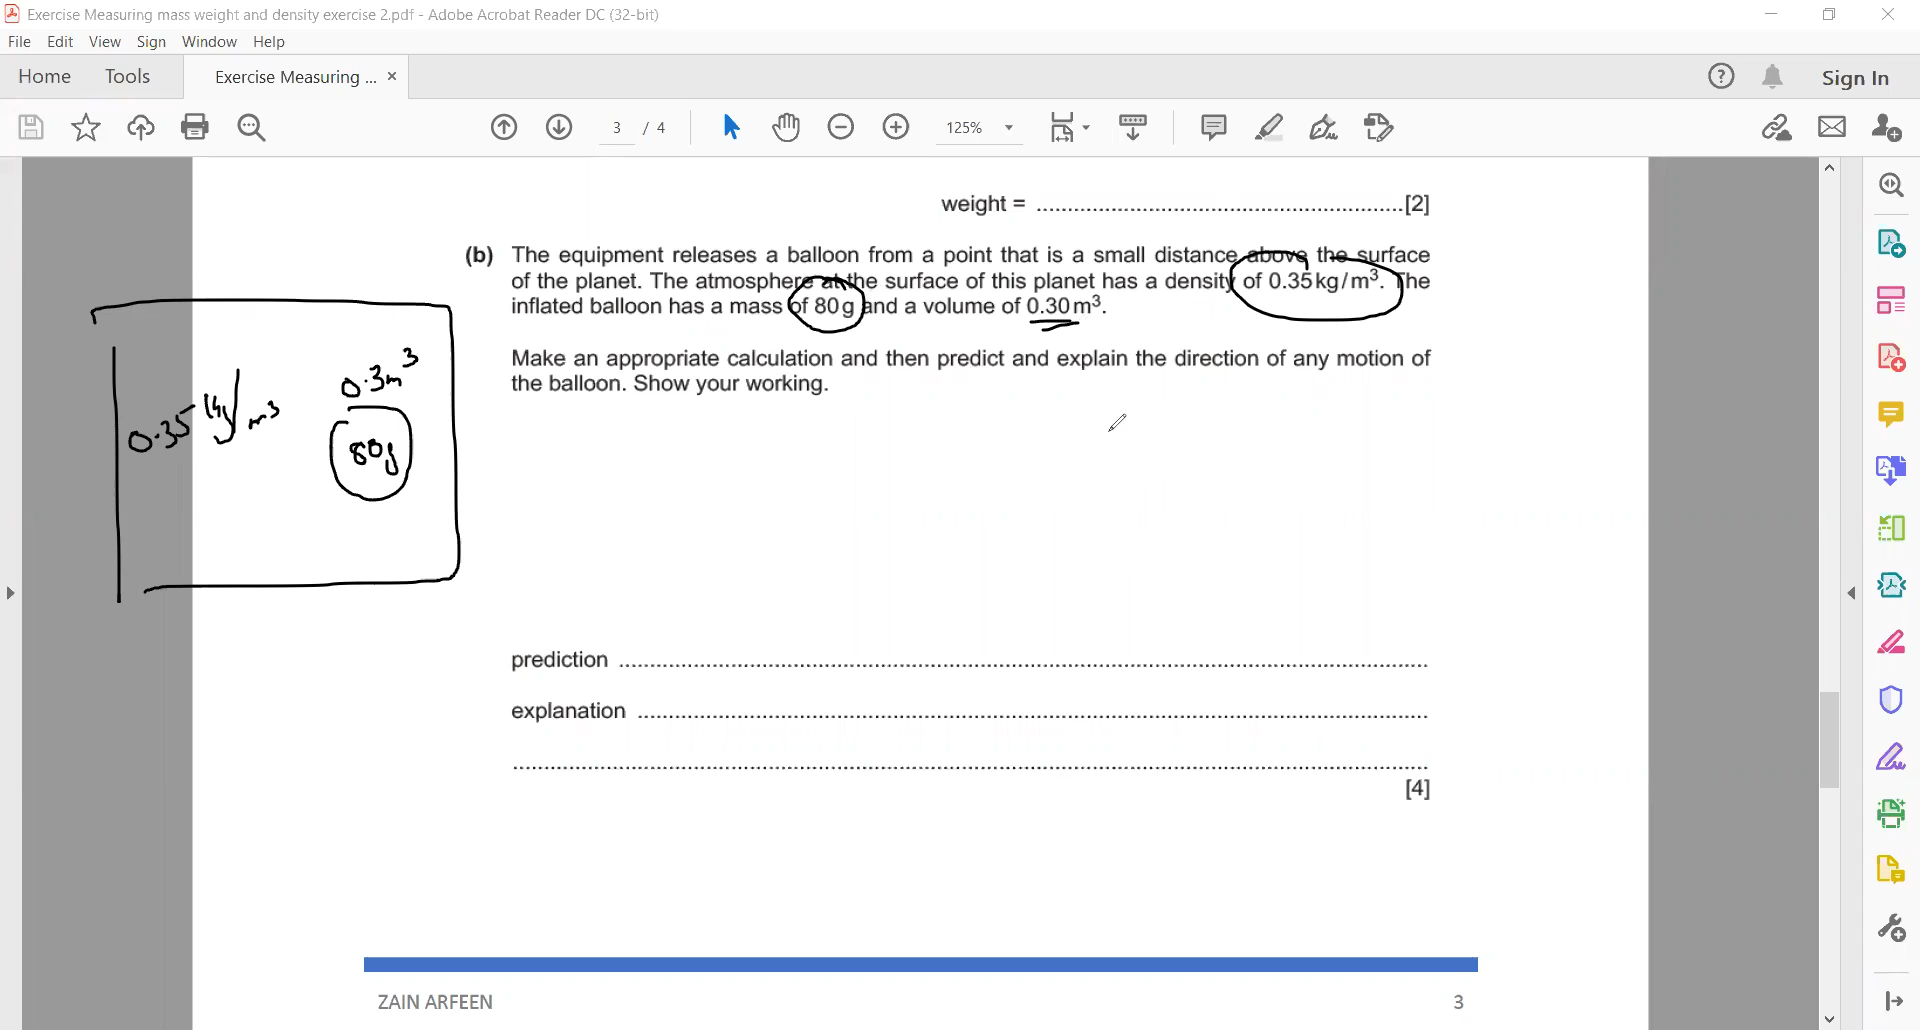 Exercise Measuring mass weight and density exercise 2.pdf - Adobe Acrobat Reader DC (32-bit)
File Edit View Sign Window Help
Home Tools Exercise Measuring ... × Sign In
3 / 4 125%
weight = ........................................................... [2]
(b) The equipment releases a balloon from a point that is a small distance above the surface
of the planet. The atmosphere at the surface of this planet has a density of 0.35 kg/m³. The
inflated balloon has a mass of 80 g and a volume of 0.30 m³.
Make an appropriate calculation and then predict and explain the direction of any motion of
the balloon. Show your working.
0.3m³
0.35 kg/m³
80g
prediction ...........................................................
explanation ...........................................................
...........................................................
[4]
ZAIN ARFEEN 3